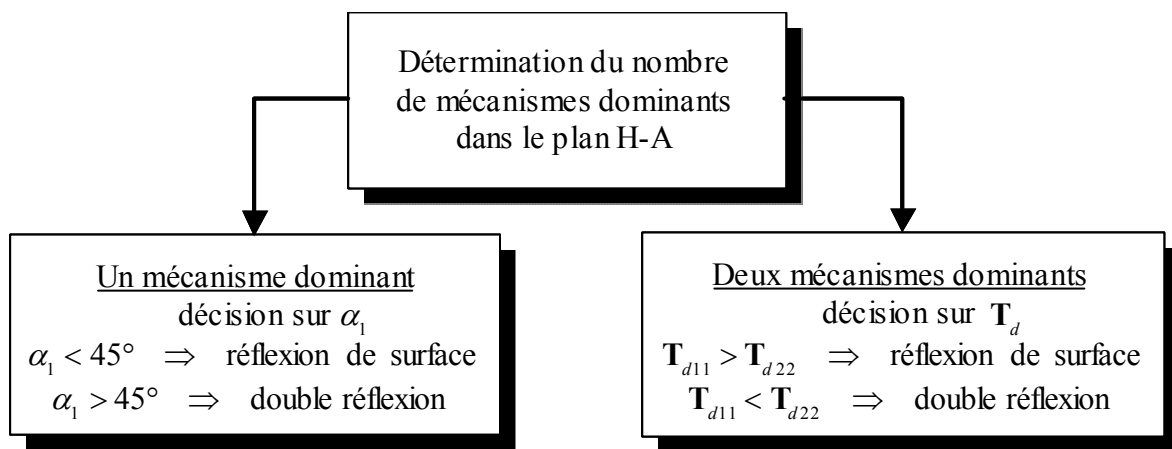 Détermination du nombre
de mécanismes dominants
dans le plan H-A
Un mécanisme dominant
décision sur α₁
α₁ < 45° ⇒ réflexion de surface
α₁ > 45° ⇒ double réflexion
Deux mécanismes dominants
décision sur T_d
T_d11 > T_d22 ⇒ réflexion de surface
T_d11 < T_d22 ⇒ double réflexion